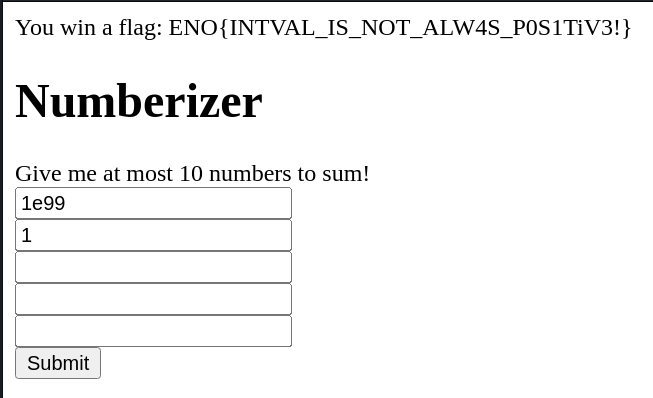 You win a flag: ENO{INTVAL_IS_NOT_ALW4S_P0S1TiV3!}
Numberizer
Give me at most 10 numbers to sum!
1e99
1
Submit